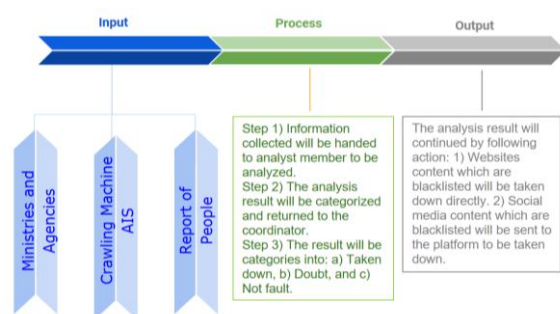 Input
Process
Output
Ministries and
Agencies
Crawling Machine
AIS
Report of
People
Step 1) Information
collected will be handed
to analyst member to be
analyzed.
Step 2) The analysis
result will be categorized
and returned to the
coordinator.
Step 3) The result will be
categories into: a) Taken
down, b) Doubt, and c)
Not fault.
The analysis result will
continued by following
action: 1) Websites
content which are
blacklisted will be taken
down directly. 2) Social
media content which are
blacklisted will be sent to
the platform to be taken
down.